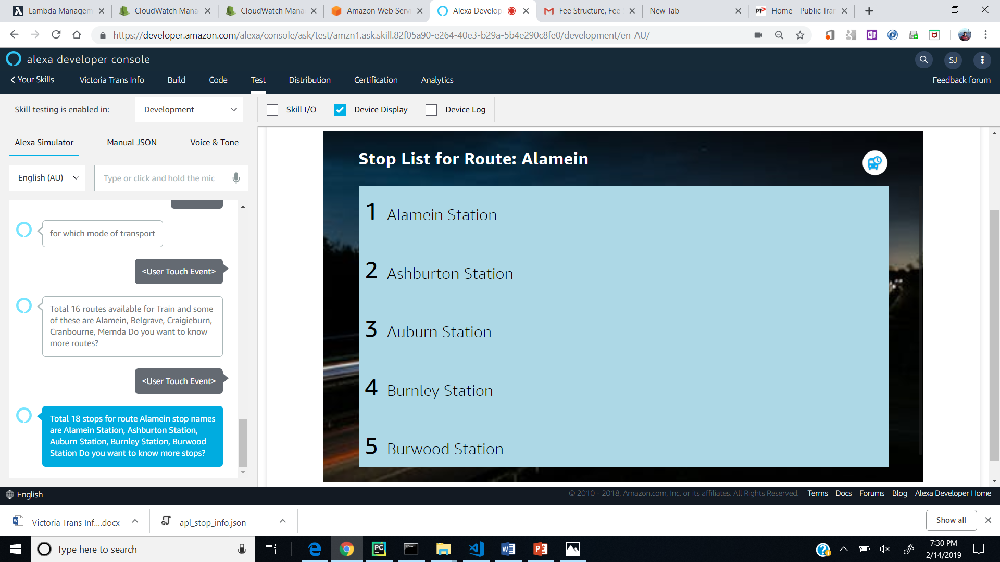 Lambda Managem
CloudWatch Mana
CloudWatch Mana
Amazon Web Servi
Alexa Develop
Fee Structure, Fee
New Tab
Home - Public Tran
https://developer.amazon.com/alexa/console/ask/test/amzn1.ask.skill.82f05a90-e264-40e3-b29a-5b4e290c8fe0/development/en_AU/
alexa developer console
SJ
Your Skills
Victoria Trans Info
Build
Code
Test
Distribution
Certification
Analytics
Feedback forum
Skill testing is enabled in:
Development
Skill I/O
Device Display
Device Log
Alexa Simulator
Manual JSON
Voice & Tone
English (AU)
Type or click and hold the mic
for which mode of transport
<User Touch Event>
Total 16 routes available for Train and some
of these are Alamein, Belgrave, Craigieburn,
Cranbourne, Mernda Do you want to know
more routes?
<User Touch Event>
Total 18 stops for route Alamein stop names
are Alamein Station, Ashburton Station,
Auburn Station, Burnley Station, Burwood
Station Do you want to know more stops?
Stop List for Route: Alamein
1 Alamein Station
2 Ashburton Station
3 Auburn Station
4 Burnley Station
5 Burwood Station
English
© 2010 - 2018, Amazon.com, Inc. or its affiliates. All Rights Reserved.
Terms
Docs
Forums
Blog
Alexa Developer Home
Victoria Trans Inf....docx
apl_stop_info.json
Show all
Type here to search
7:30 PM
2/14/2019